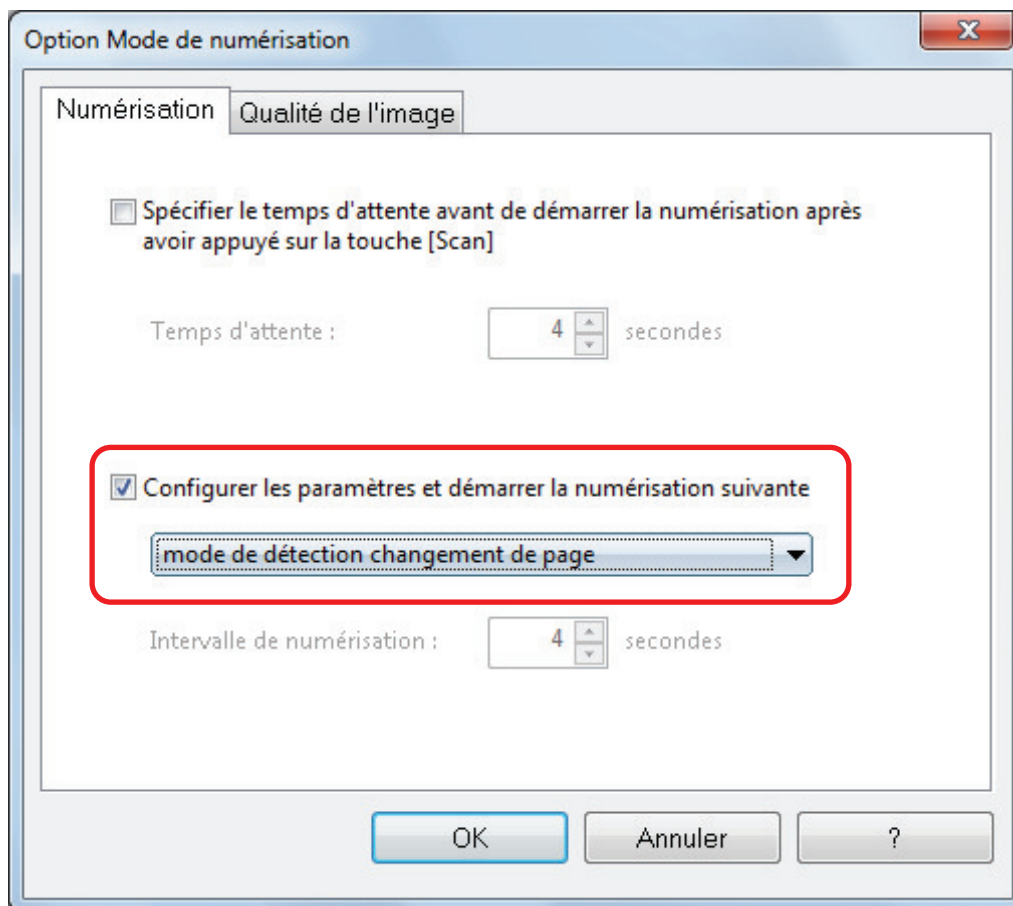 Option Mode de numérisation
x
Numérisation
Qualité de l'image
Spécifier le temps d'attente avant de démarrer la numérisation après
avoir appuyé sur la touche [Scan]
Temps d'attente : 4 secondes
Configurer les paramètres et démarrer la numérisation suivante
mode de détection changement de page
Intervalle de numérisation : 4 secondes
OK Annuler ?